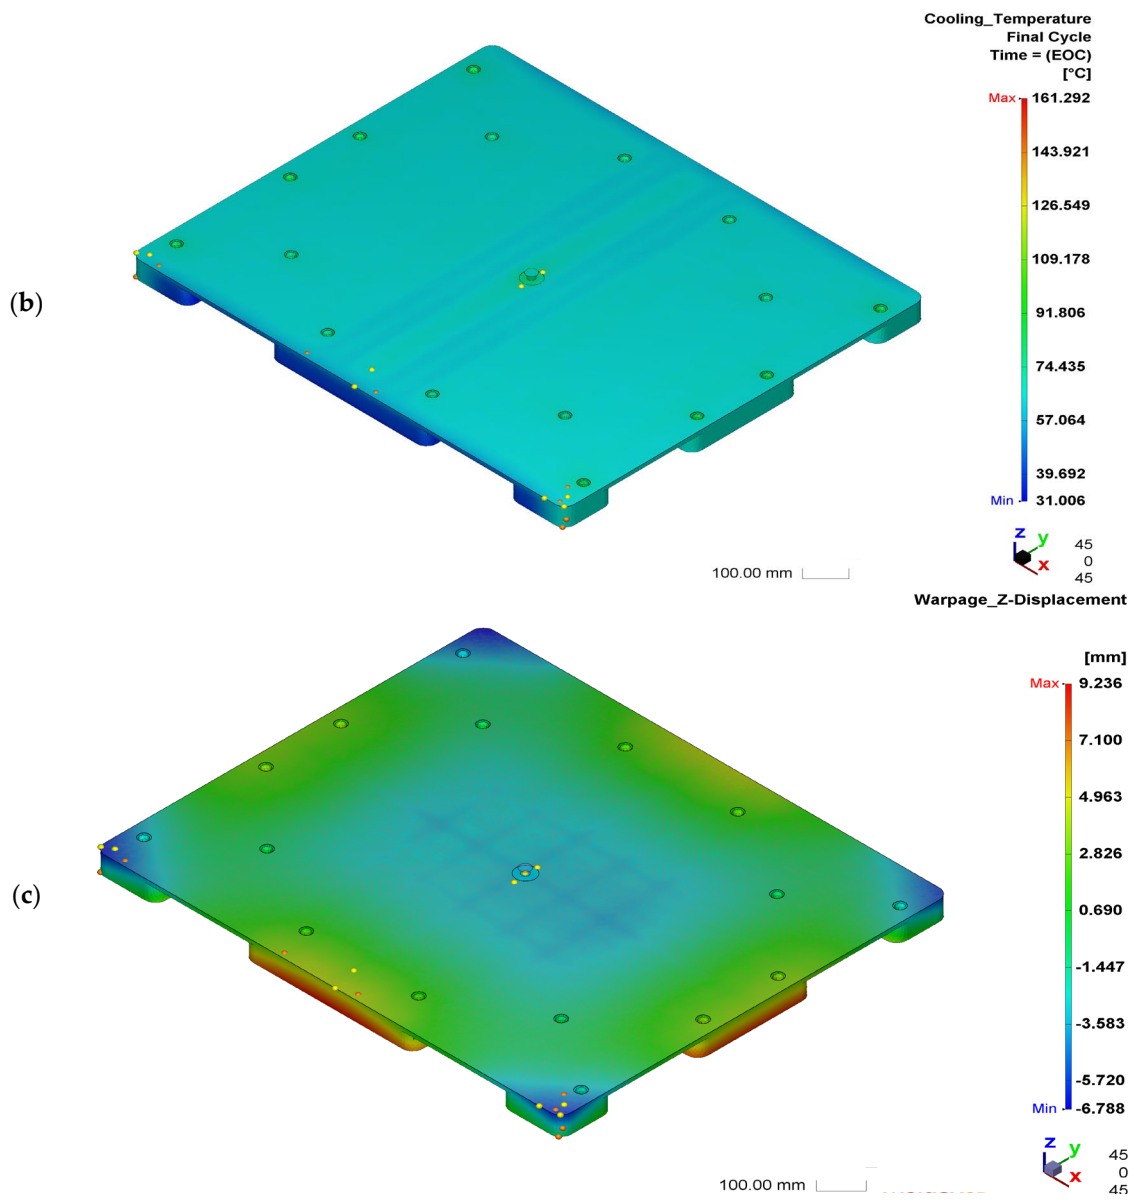 Cooling_Temperature
Final Cycle
Time = (EOC)
[°C]
Max 161.292
143.921
126.549
109.178
91.806
74.435
57.064
39.692
Min 31.006
(b)
z y x
45
0
45
100.00 mm
Warpage_Z-Displacement
[mm]
Max 9.236
7.100
4.963
2.826
0.690
-1.447
-3.583
-5.720
Min -6.788
(c)
z y x
45
0
45
100.00 mm